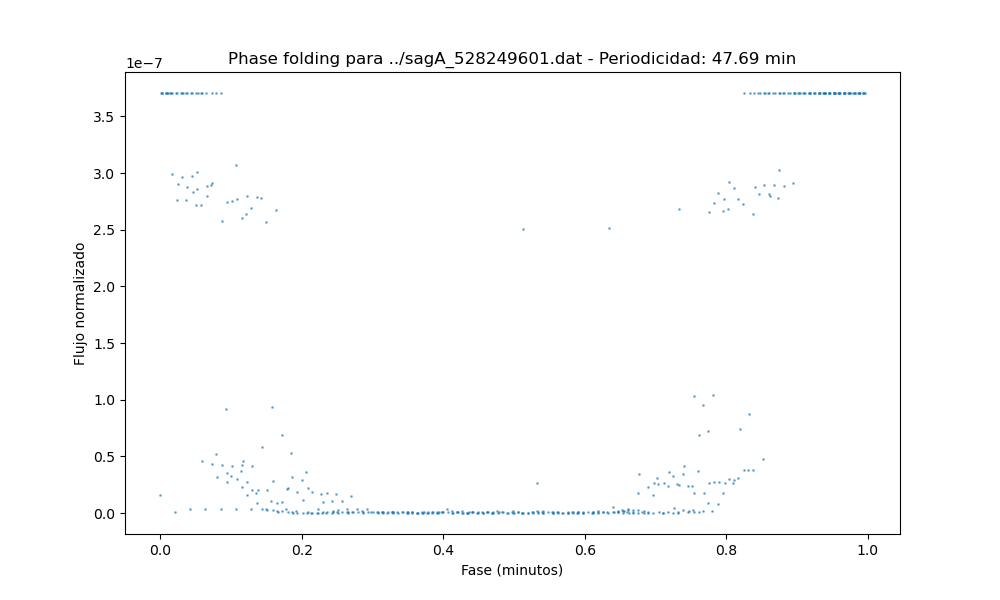 Phase folding para ../sagA_528249601.dat - Periodicidad: 47.69 min
1e−7
3.5
3.0
2.5
2.0
1.5
1.0
0.5
0.0
Flujo normalizado
0.0 0.2 0.4 0.6 0.8 1.0
Fase (minutos)